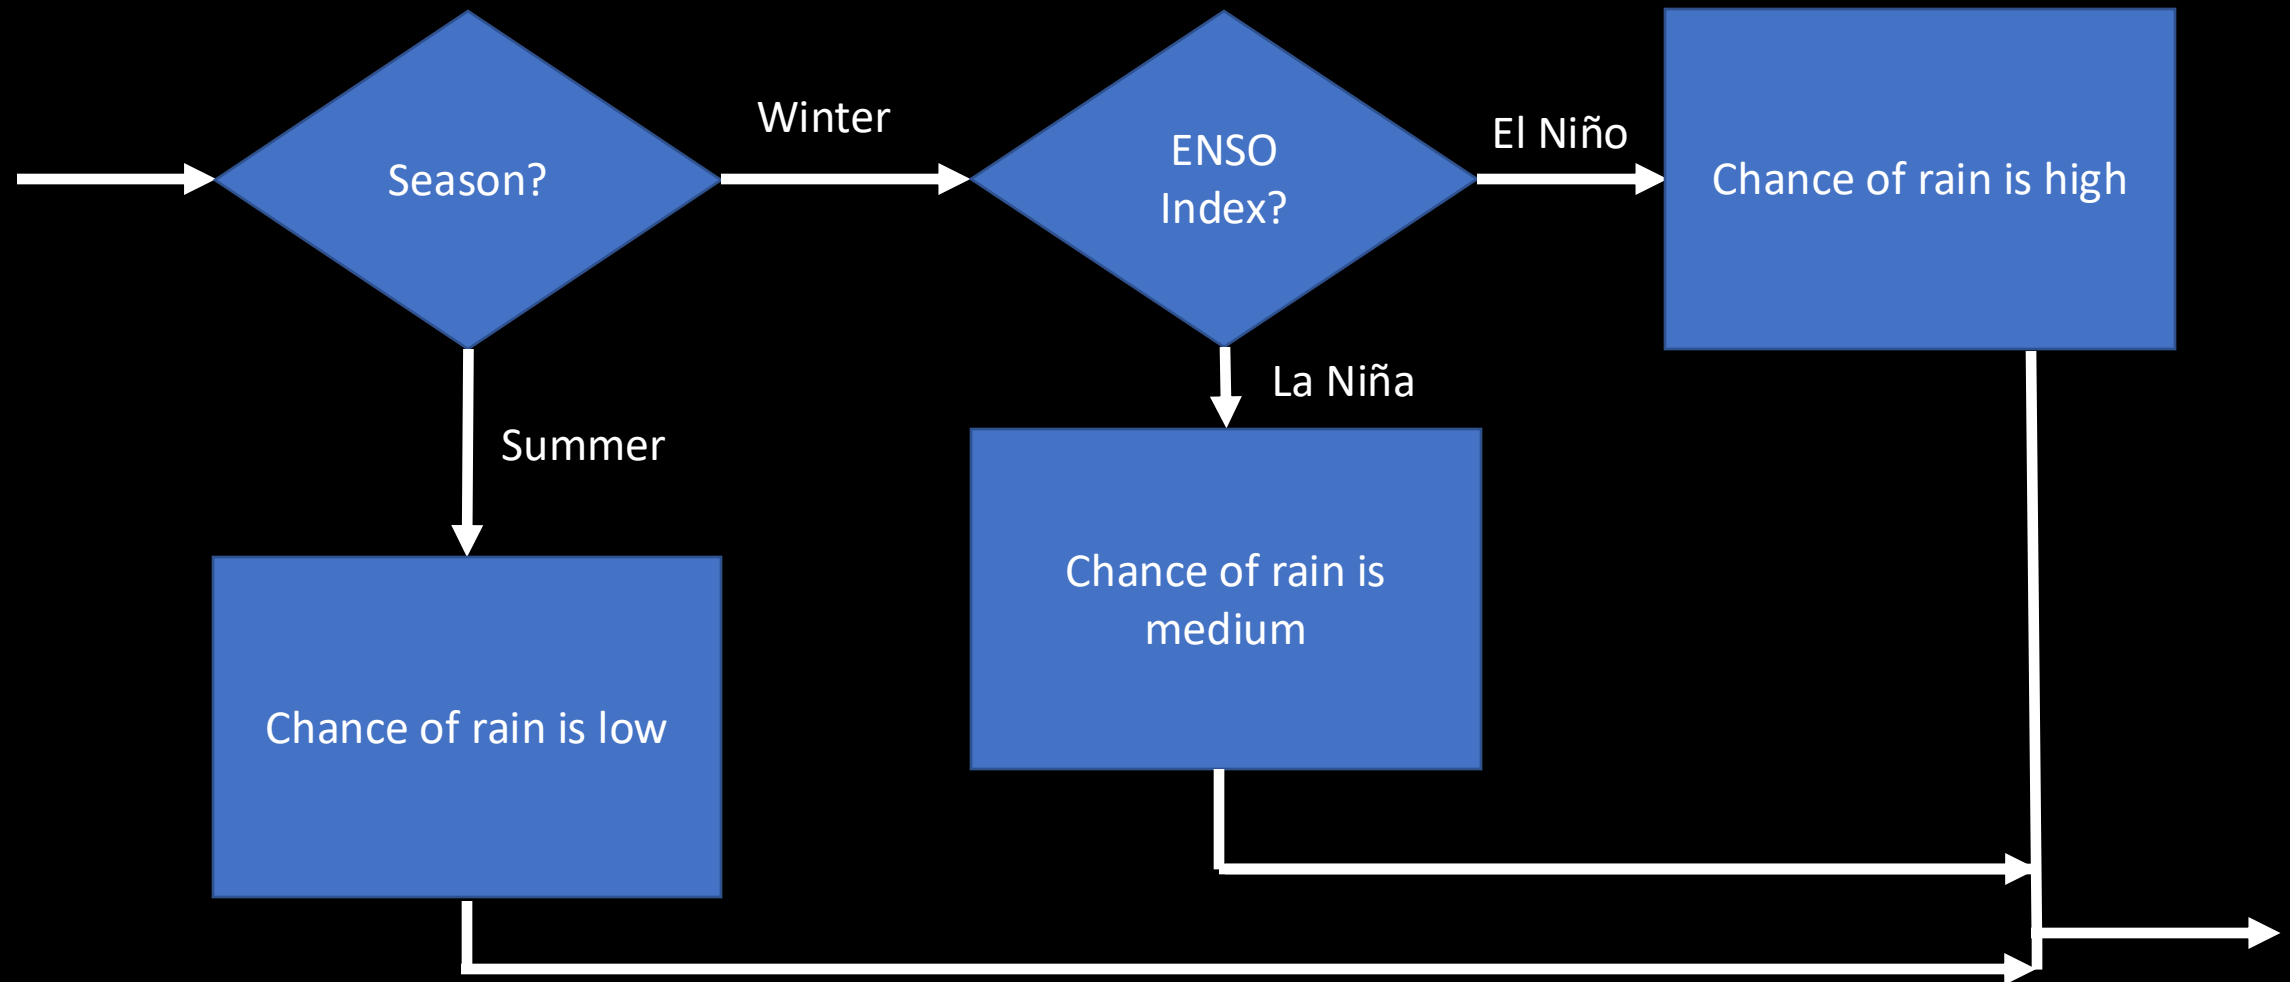 Season?
Winter
ENSO
Index?
El Niño
Chance of rain is high
Summer
La Niña
Chance of rain is low
Chance of rain is
medium